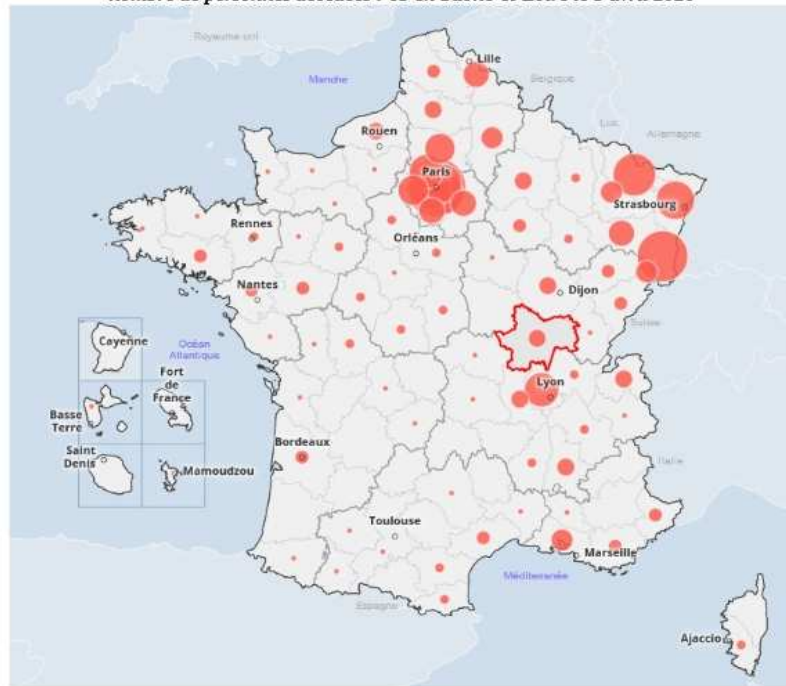 Royaume-uni
Lille
Manche
Belgique
Rouen
Lux.
Allemagne
Paris
Strasbourg
Rennes
Orléans
Nantes
Dijon
Suisse
Cayenne
Océan
Atlantique
Fort
de
France
Lyon
Basse
Terre
Bordeaux
Saint
Denis
Mamoudzou
Italie
Toulouse
Marseille
Méditerranée
Espagne
Ajaccio